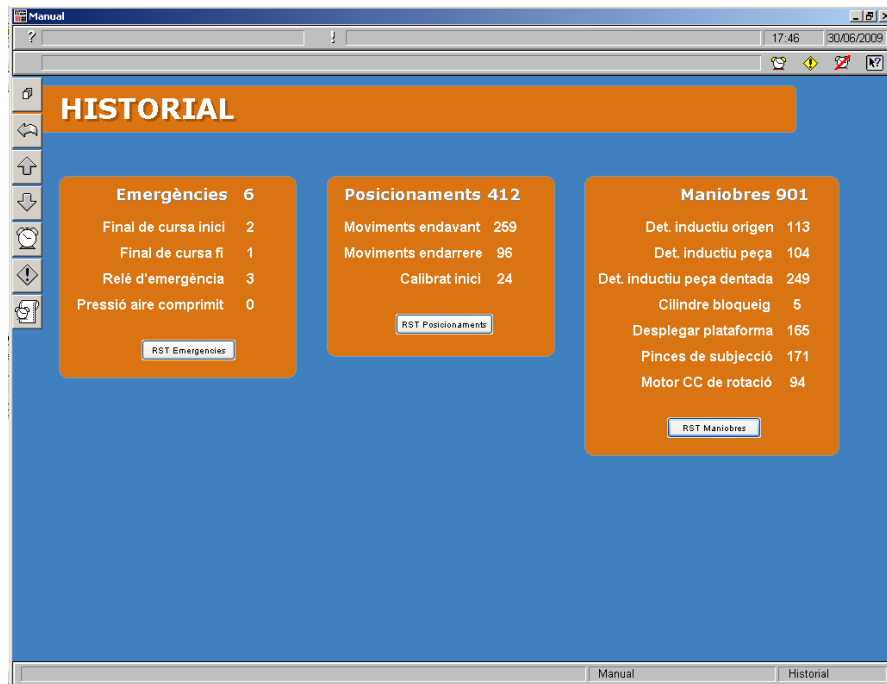 Manual
?
!
17:46
30/06/2009
HISTORIAL
Emergències 6
Final de cursa inici 2
Final de cursa fi 1
Relé d'emergència 3
Pressió aire comprimit 0
RST Emergencies
Posicionaments 412
Moviments endavant 259
Moviments endarrere 96
Calibrat inici 24
RST Posicionaments
Maniobres 901
Det. inductiu origen 113
Det. inductiu peça 104
Det. inductiu peça dentada 249
Cilindre bloqueig 5
Desplegar plataforma 165
Pinces de subjecció 171
Motor CC de rotació 94
RST Maniobres
Manual
Historial